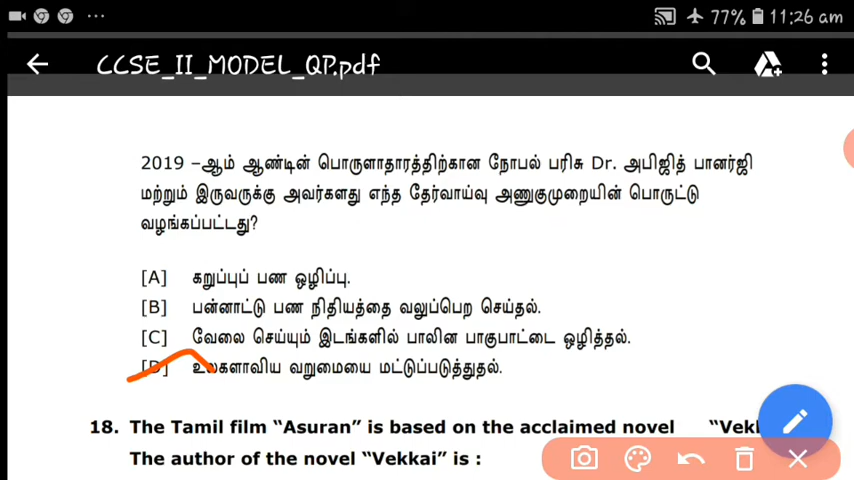 77% 11:26 am
CCSE_II_MODEL_QP.pdf
2019 –ஆம் ஆண்டின் பொருளாதாரத்திற்கான நோபல் பரிசு Dr. அபிஜித் பானர்ஜி
மற்றும் இருவருக்கு அவர்களது எந்த தேர்வாய்வு அணுகுமுறையின் பொருட்டு
வழங்கப்பட்டது?
[A] கறுப்புப் பண ஒழிப்பு.
[B] பன்னாட்டு பண நிதியத்தை வலுப்பெற செய்தல்.
[C] வேலை செய்யும் இடங்களில் பாலின பாகுபாட்டை ஒழித்தல்.
[D] உலகளாவிய வறுமையை மட்டுப்படுத்துதல்.
18. The Tamil film “Asuran” is based on the acclaimed novel
The author of the novel “Vekkai” is :